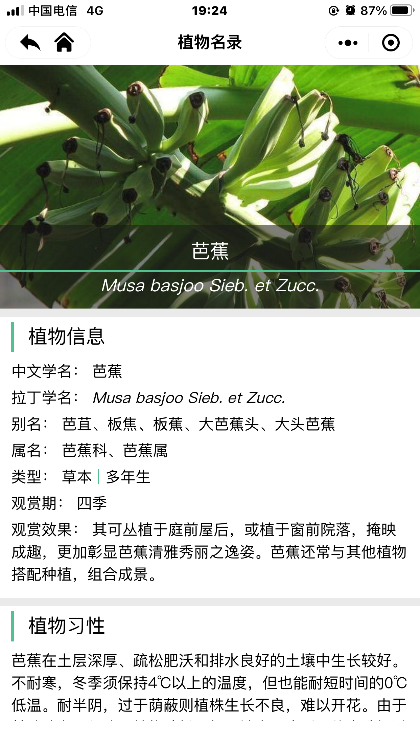 中国电信 4G 19:24 87%
植物名录
芭蕉
Musa basjoo Sieb. et Zucc.
植物信息
中文学名： 芭蕉
拉丁学名： Musa basjoo Sieb. et Zucc.
别名： 芭苴、板焦、板蕉、大芭蕉头、大头芭蕉
属名： 芭蕉科、芭蕉属
类型： 草本 | 多年生
观赏期： 四季
观赏效果： 其可丛植于庭前屋后，或植于窗前院落，掩映
成趣，更加彰显芭蕉清雅秀丽之逸姿。芭蕉还常与其他植物
搭配种植，组合成景。
植物习性
芭蕉在土层深厚、疏松肥沃和排水良好的土壤中生长较好。
不耐寒，冬季须保持4℃以上的温度，但也能耐短时间的0℃
低温。耐半阴，过于荫蔽则植株生长不良，难以开花。由于